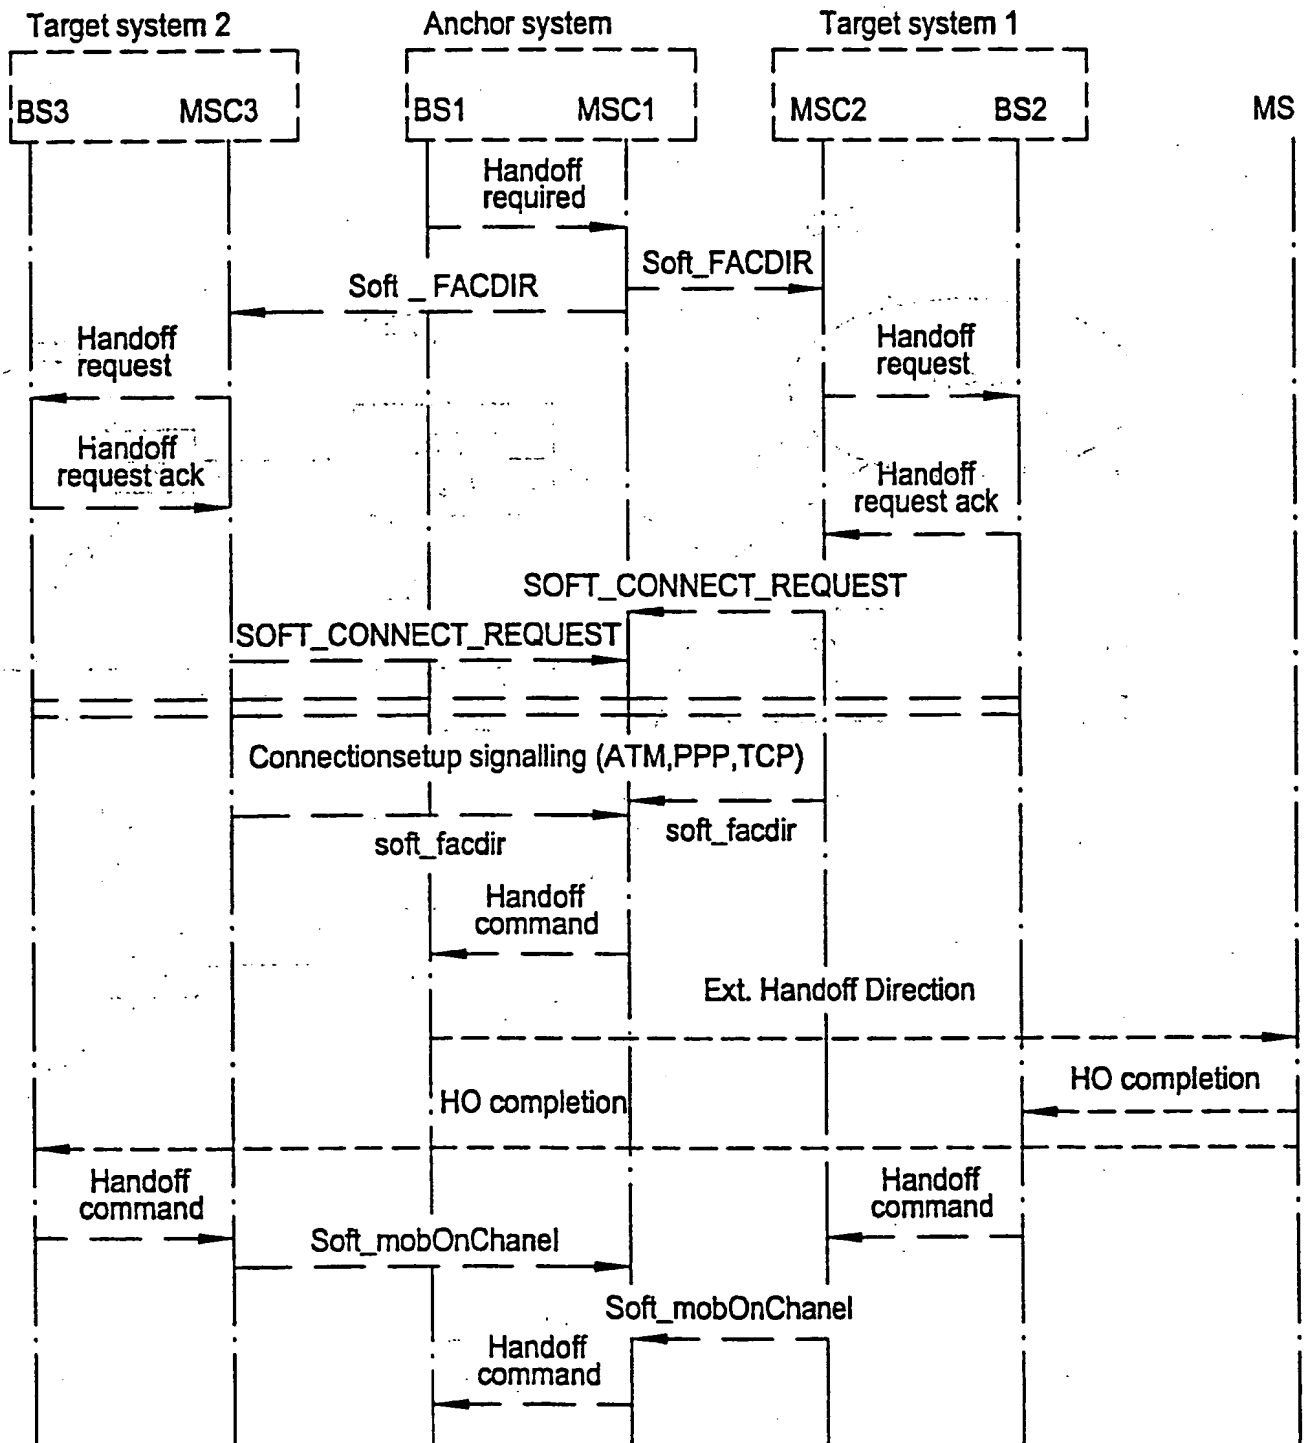 Target system 2
Anchor system
Target system 1
BS3
MSC3
BS1
MSC1
MSC2
BS2
MS
Handoff
required
Soft_FACDIR
Soft _ FACDIR
Handoff
request
Handoff
request
Handoff
request ack
Handoff
request ack
SOFT_CONNECT_REQUEST
SOFT_CONNECT_REQUEST
Connectionsetup signalling (ATM,PPP,TCP)
soft_facdir
soft_facdir
Handoff
command
Ext. Handoff Direction
HO completion
HO completion
Handoff
command
Handoff
command
Soft_mobOnChanel
Soft_mobOnChanel
Handoff
command